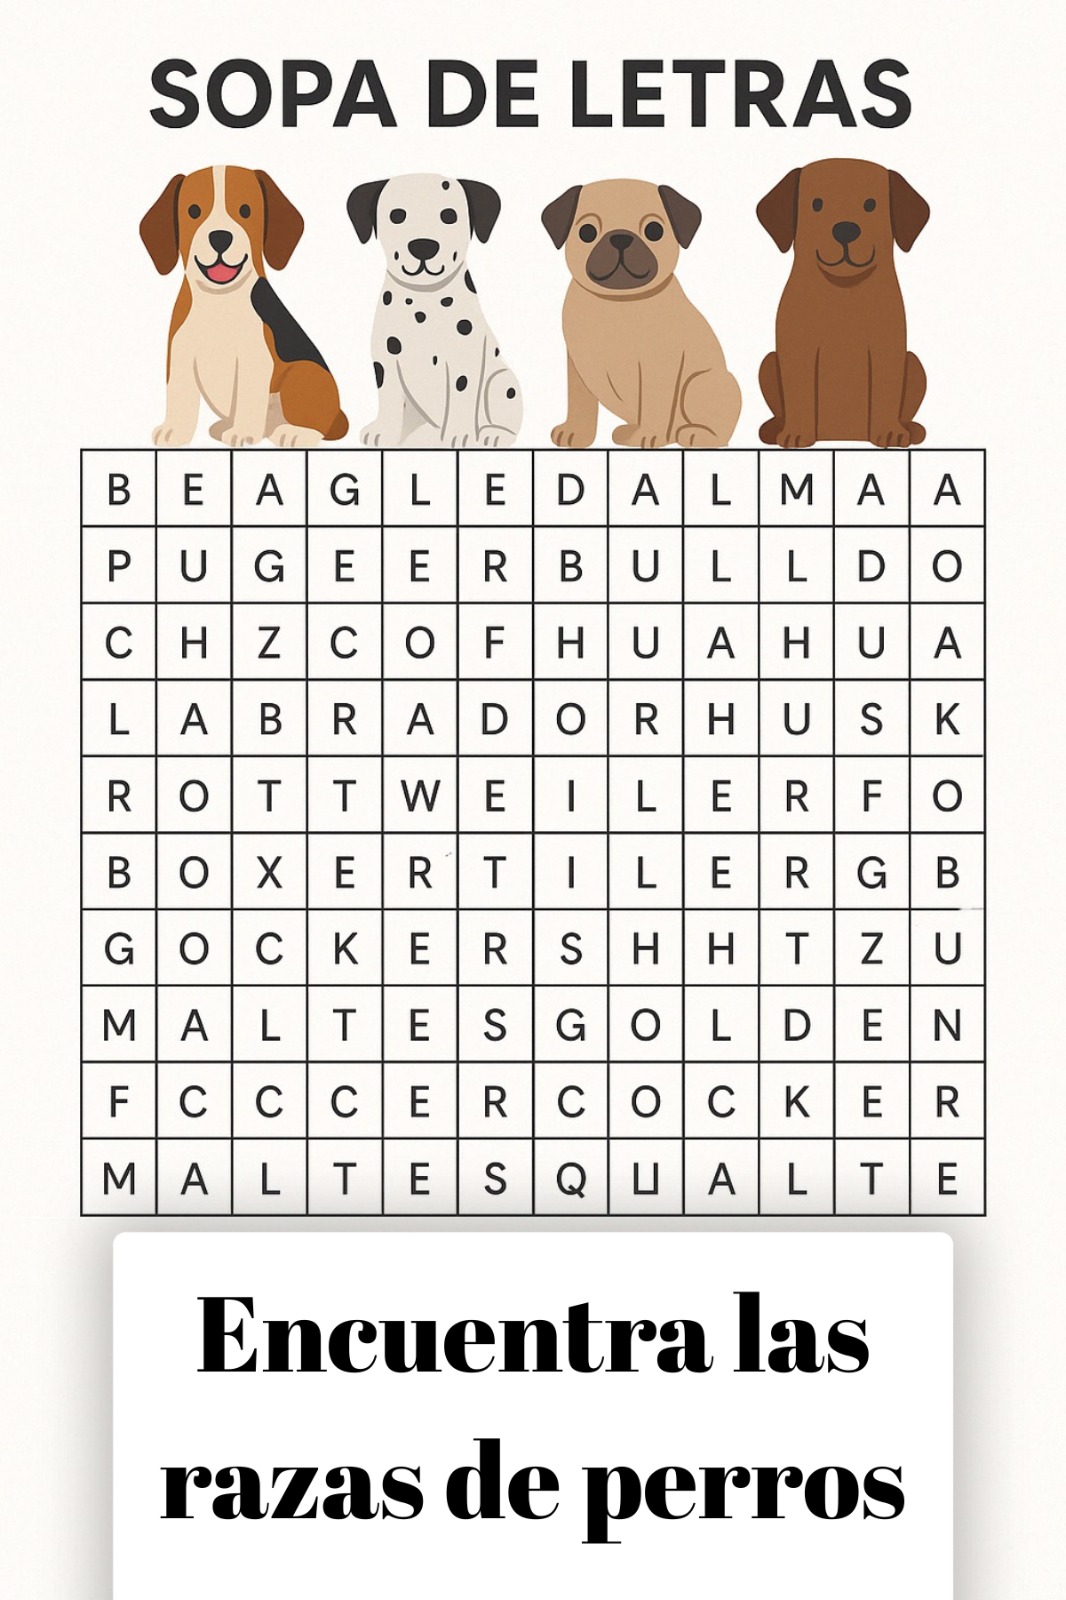 SOPA DE LETRAS
B E A G L E D A L M A A
P U G E E R B U L L D O
C H Z C O F H U A H U A
L A B R A D O R H U S K
R O T T W E I L E R F O
B O X E R T I L E R G B
G O C K E R S H H T Z U
M A L T E S G O L D E N
F C C C E R C O C K E R
M A L T E S Q U A L T E
Encuentra las
razas de perros